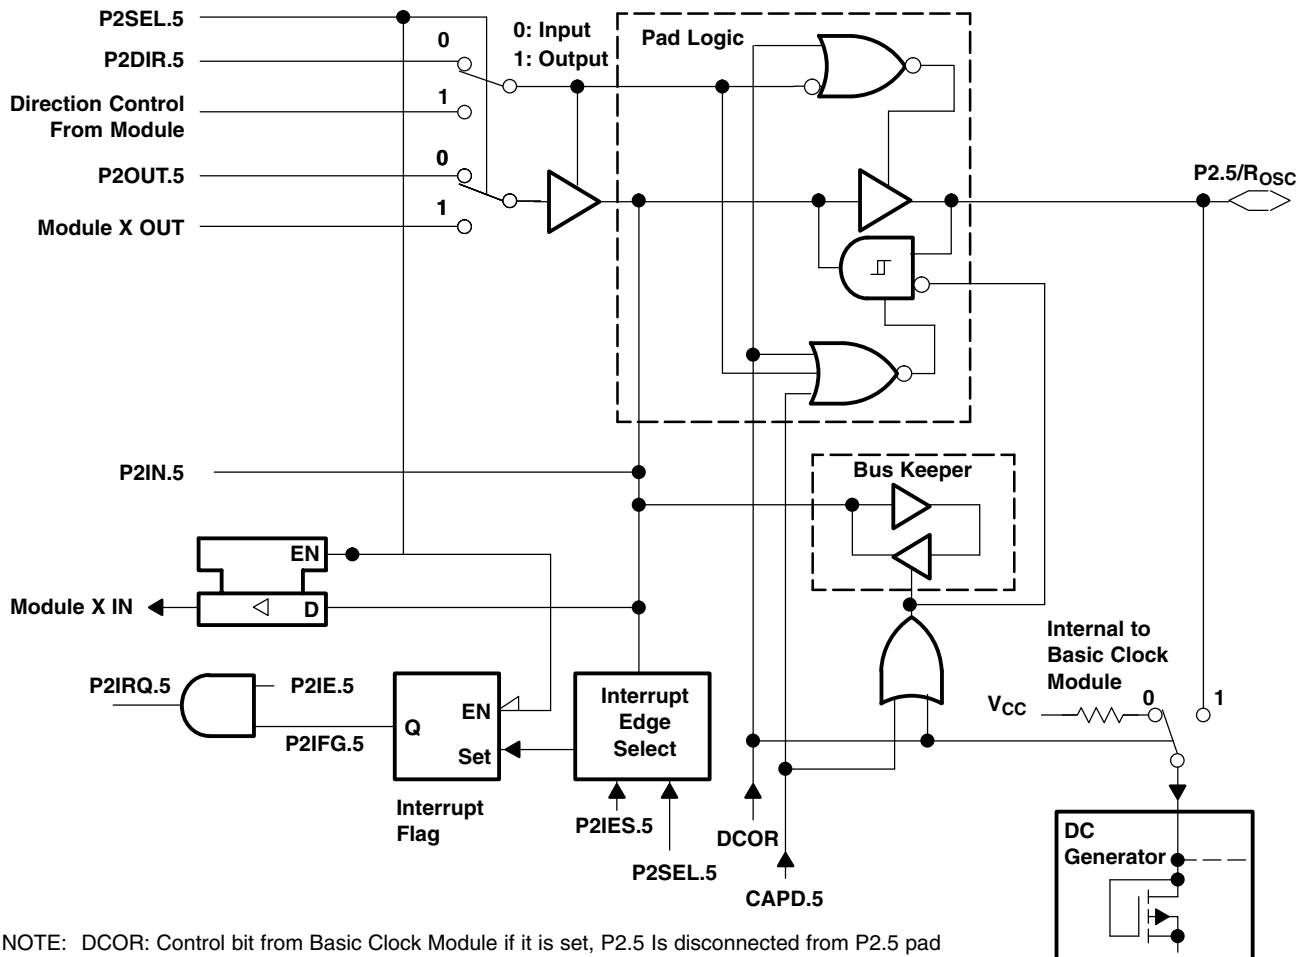 P2SEL.5
0
P2DIR.5
0: Input
1: Output
Pad Logic
Direction Control
From Module
1
P2OUT.5
0
Module X OUT
1
P2.5/ROSC
P2IN.5
Bus Keeper
EN
D
Module X IN
P2IRQ.5
P2IE.5
P2IFG.5
Q
EN
Set
Interrupt
Flag
Interrupt
Edge
Select
P2IES.5
P2SEL.5
DCOR
CAPD.5
Internal to
Basic Clock
Module
VCC
0
1
DC
Generator
NOTE: DCOR: Control bit from Basic Clock Module if it is set, P2.5 Is disconnected from P2.5 pad